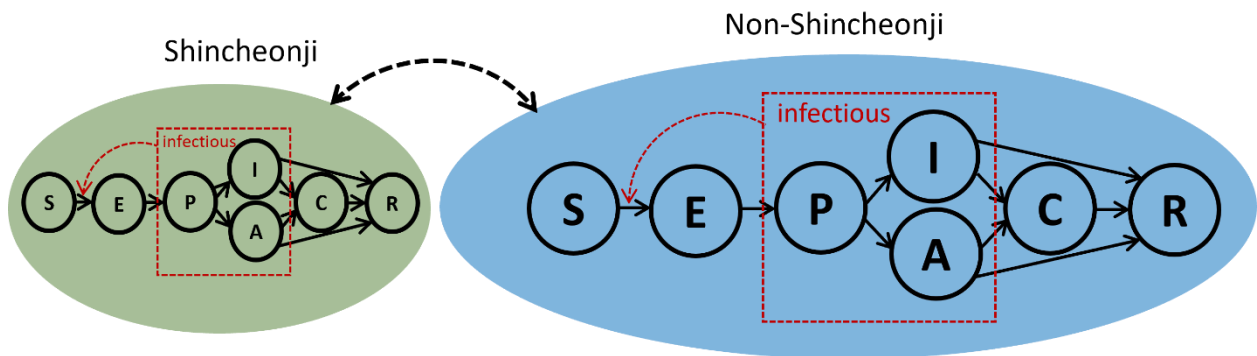 Shincheonji
Non-Shincheonji
infectious
S E P I A C R
infectious
S E P I A C R